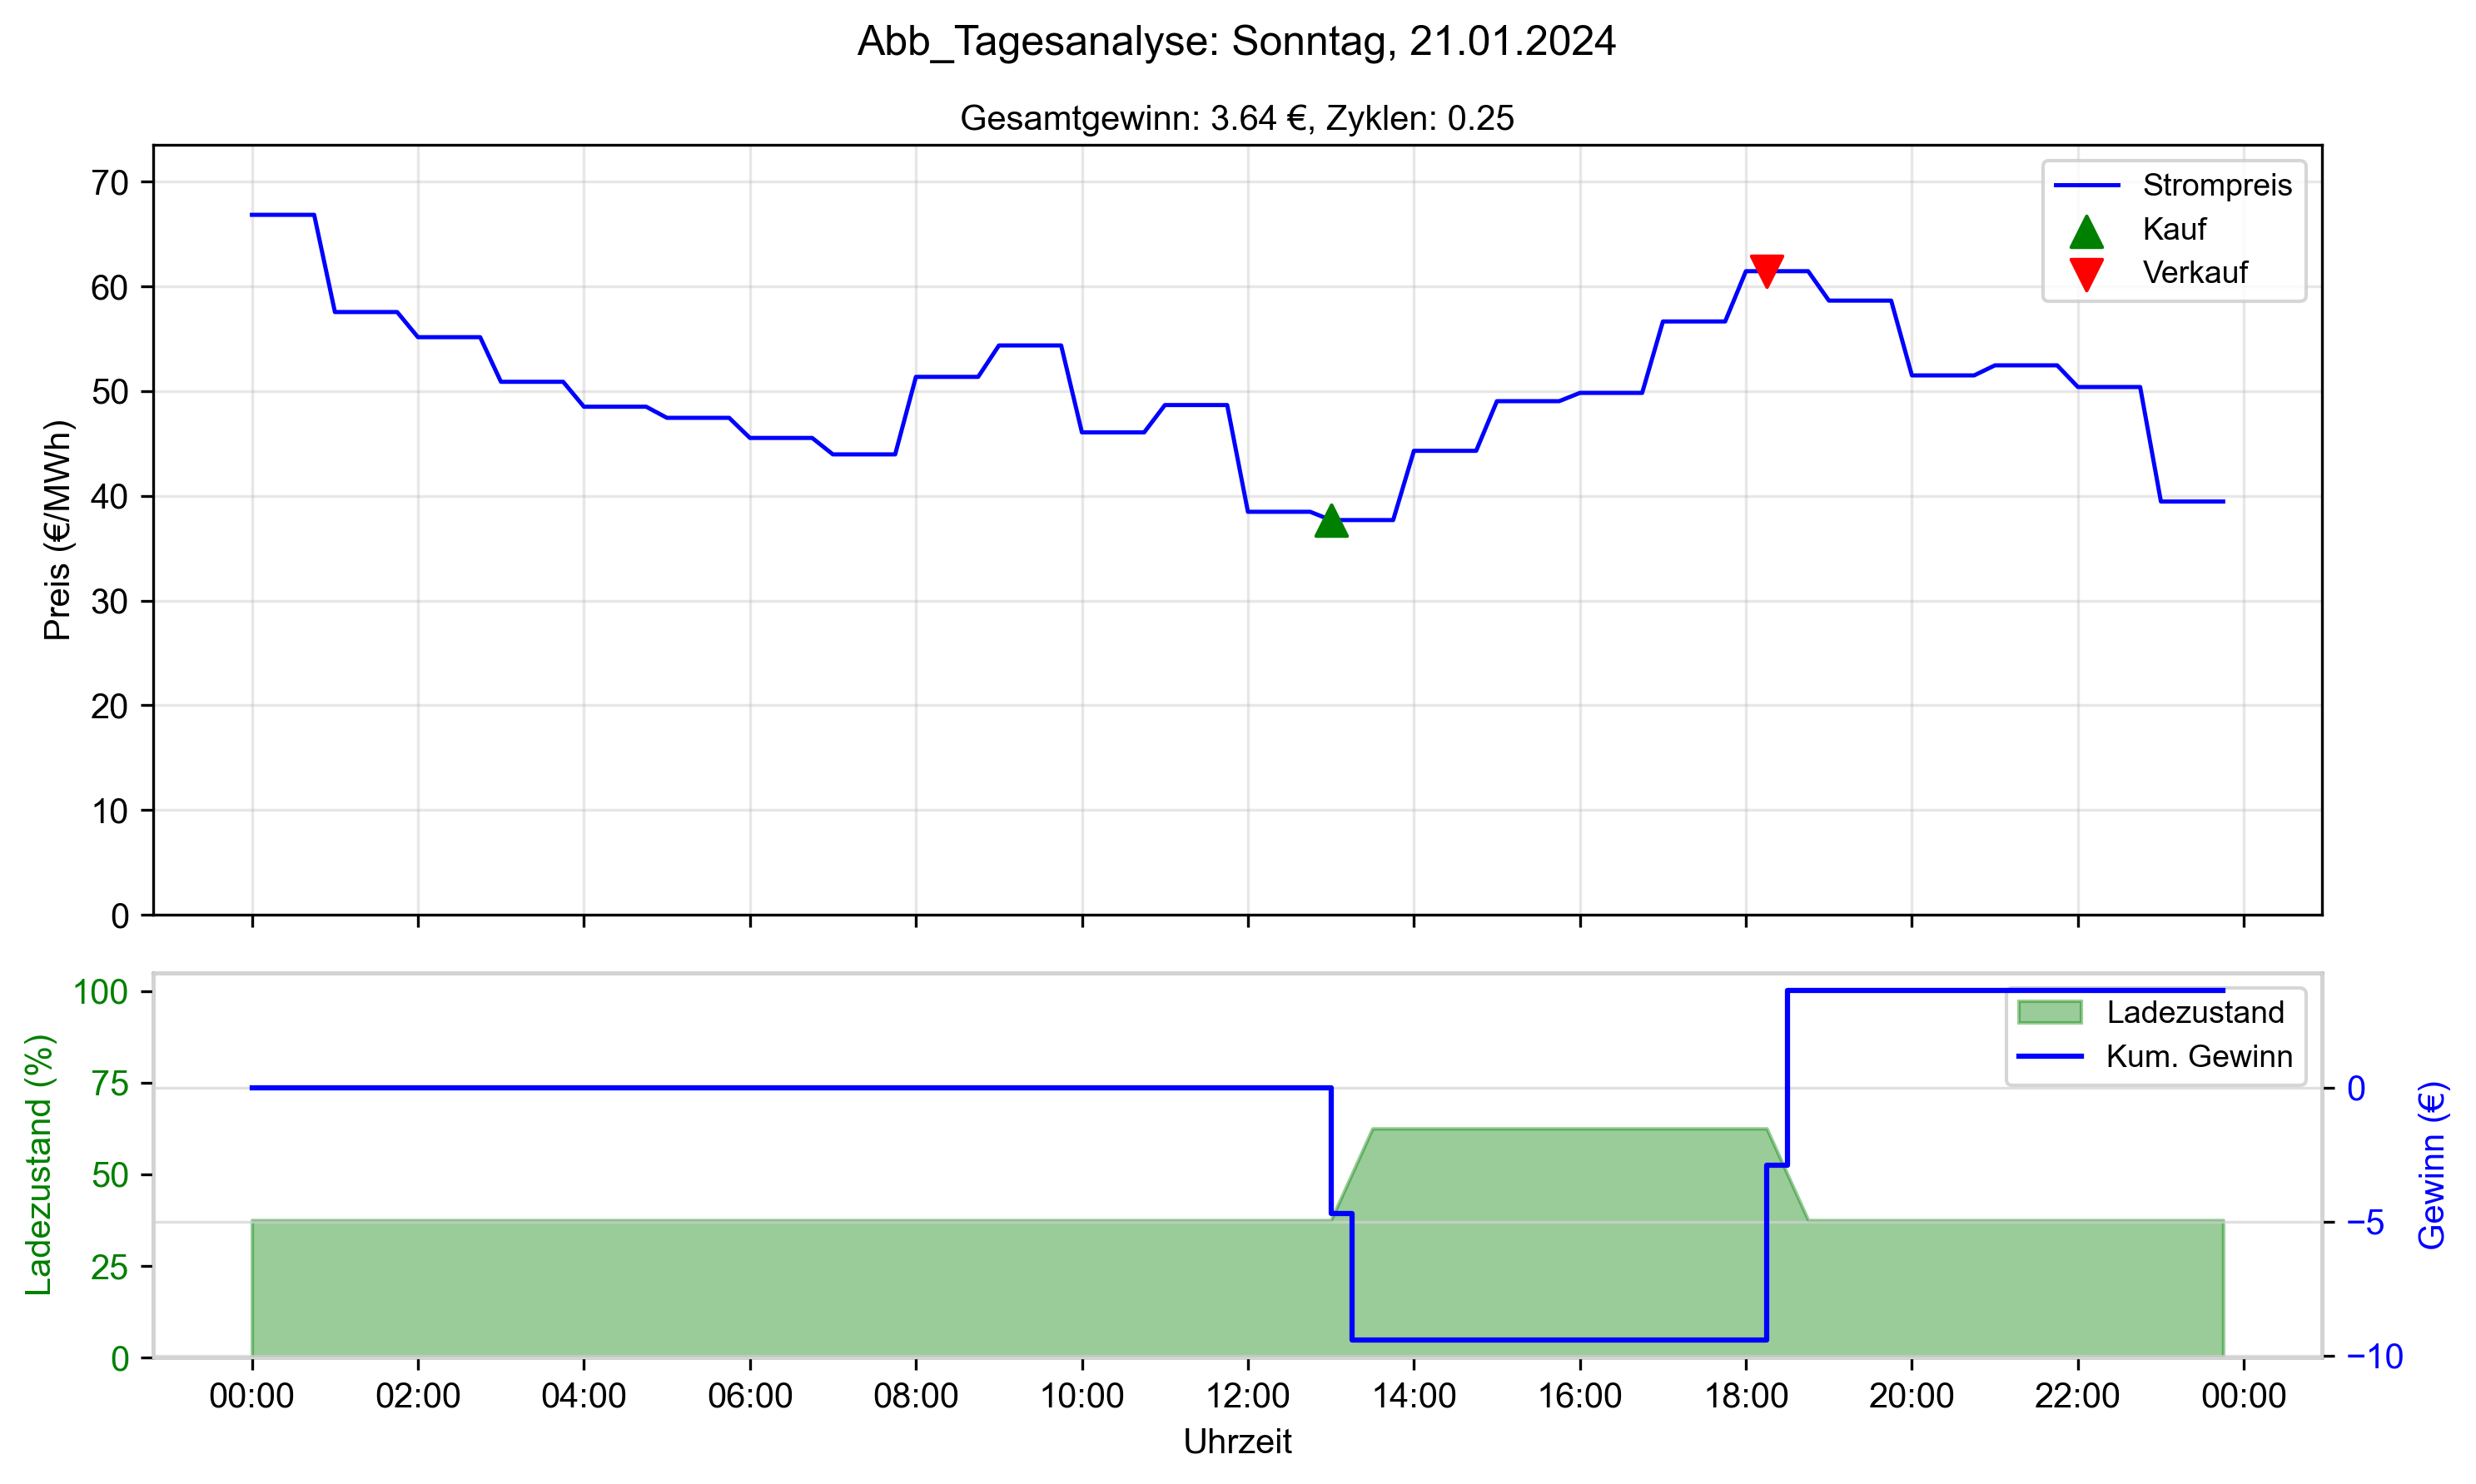 Abb_Tagesanalyse: Sonntag, 21.01.2024
Gesamtgewinn: 3.64 €, Zyklen: 0.25
Preis (€/MWh)
70
60
50
40
30
20
10
0
Strompreis
Kauf
Verkauf
Ladezustand (%)
100
75
50
25
0
Ladezustand
Kum. Gewinn
0
−5
−10
Gewinn (€)
00:00 02:00 04:00 06:00 08:00 10:00 12:00 14:00 16:00 18:00 20:00 22:00 00:00
Uhrzeit